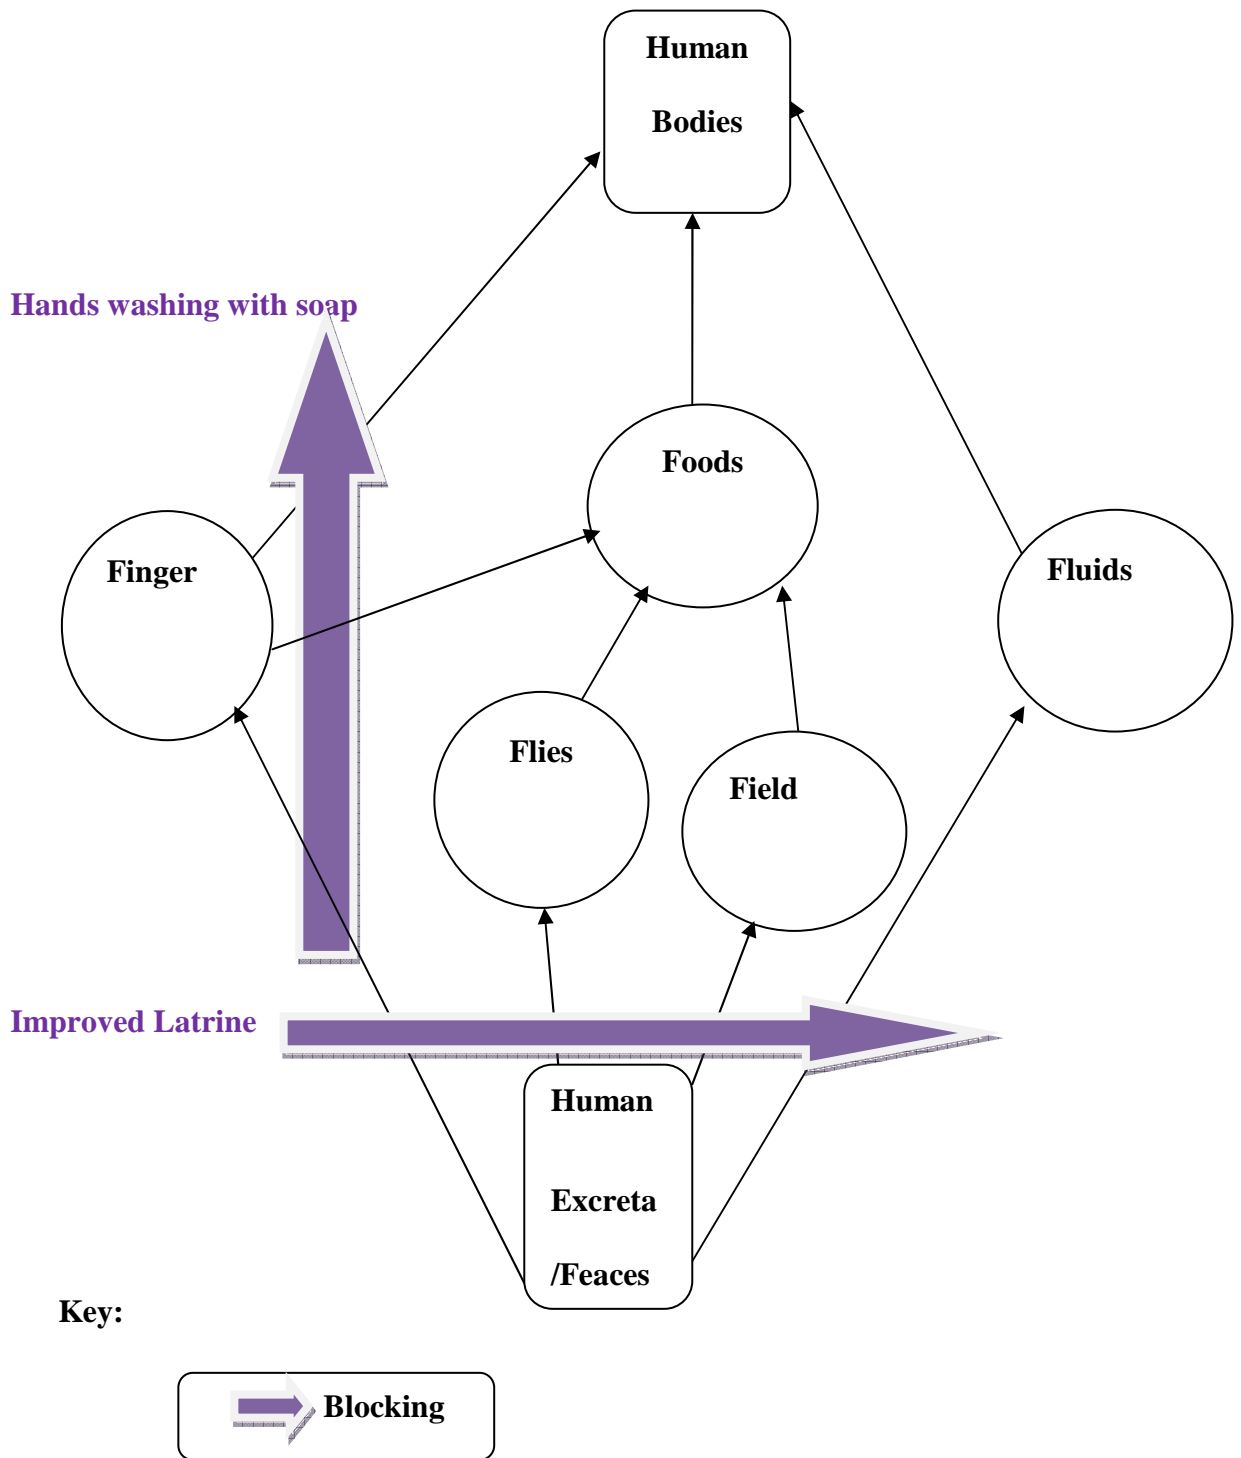 Human
Bodies
Hands washing with soap
Foods
Finger
Fluids
Flies
Field
Improved Latrine
Human
Excreta
/Feaces
Key:
Blocking